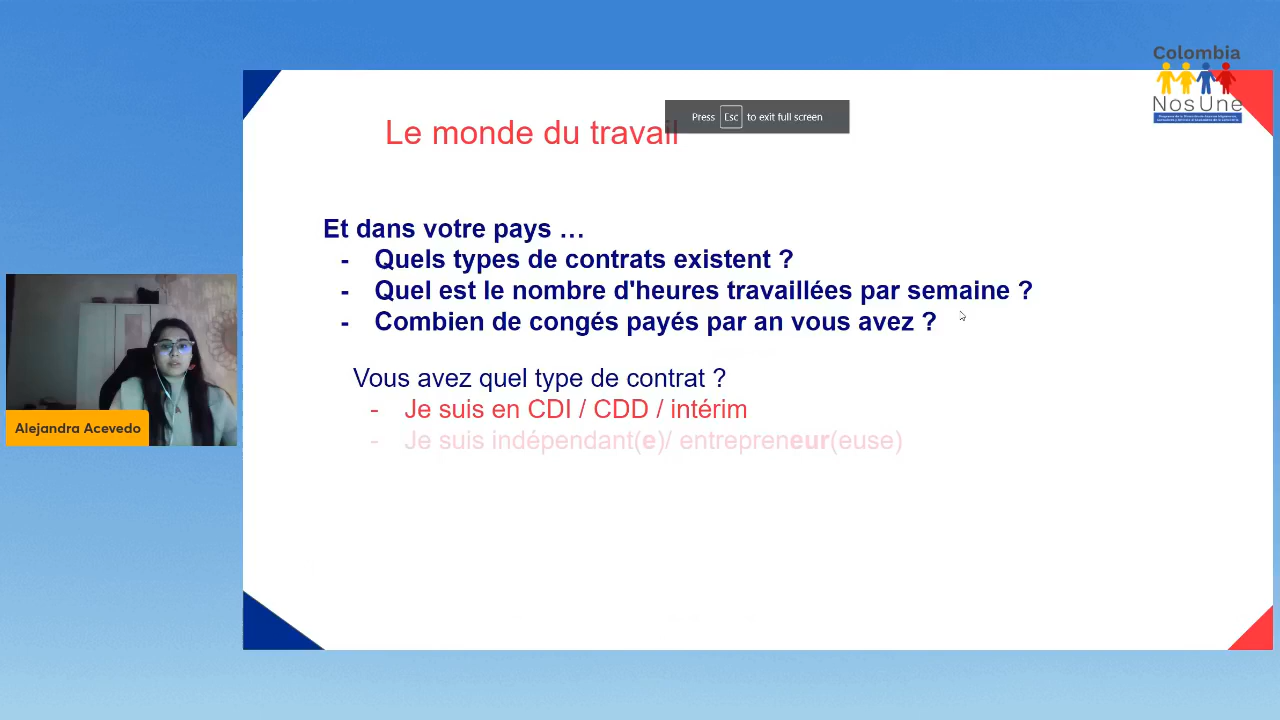 Colombia
NosUne
Press Esc to exit full screen
Le monde du travail
Et dans votre pays …
- Quels types de contrats existent ?
- Quel est le nombre d'heures travaillées par semaine ?
- Combien de congés payés par an vous avez ?
Vous avez quel type de contrat ?
- Je suis en CDI / CDD / intérim
- Je suis indépendant(e)/ entrepreneur(euse)
Alejandra Acevedo